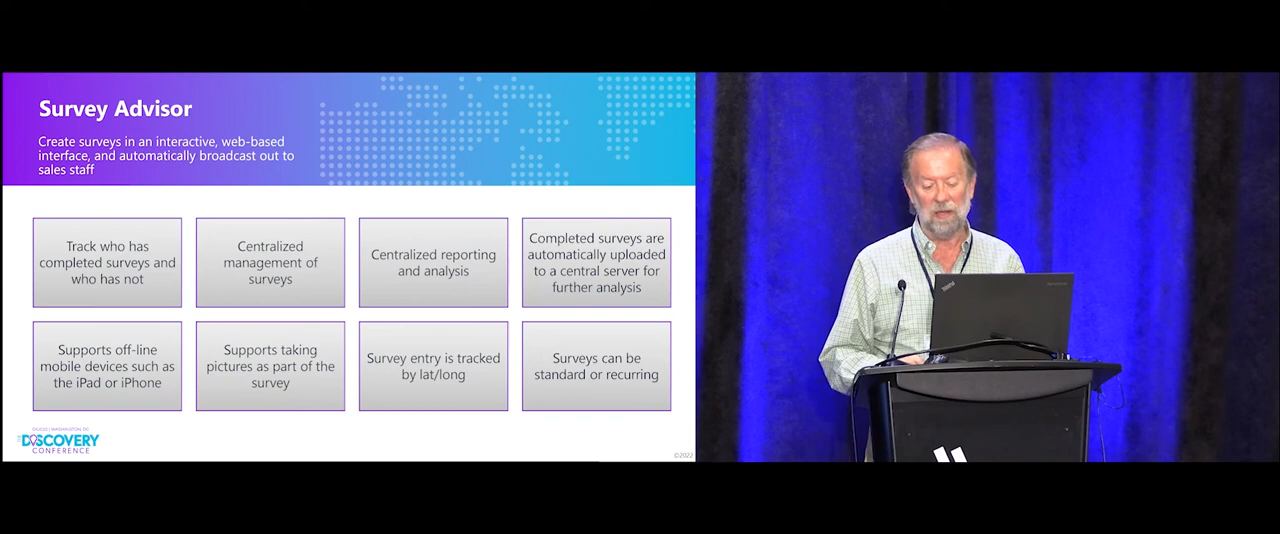 Survey Advisor
Create surveys in an interactive, web-based
interface, and automatically broadcast out to
sales staff
Track who has
completed surveys and
who has not
Centralized
management of
surveys
Centralized reporting
and analysis
Completed surveys are
automatically uploaded
to a central server for
further analysis
Supports off-line
mobile devices such as
the iPad or iPhone
Supports taking
pictures as part of the
survey
Survey entry is tracked
by lat/long
Surveys can be
standard or recurring
DISCOVERY
CONFERENCE
©2022
ThinkPad